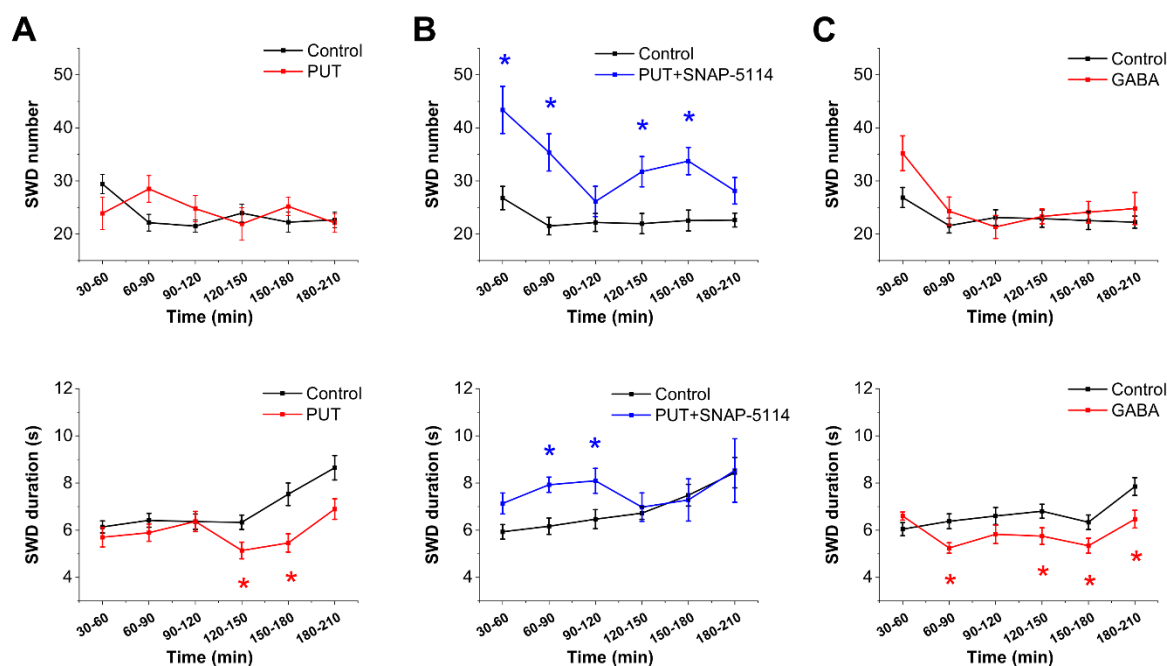 A
Control
PUT
SWD number
50
40
30
20
30-60
60-90
90-120
120-150
150-180
180-210
Time (min)
B
*
*
*
*
Control
PUT+SNAP-5114
SWD number
50
40
30
20
30-60
60-90
90-120
120-150
150-180
180-210
Time (min)
C
Control
GABA
SWD number
50
40
30
20
30-60
60-90
90-120
120-150
150-180
180-210
Time (min)
Control
PUT
SWD duration (s)
12
10
8
6
4
*
*
30-60
60-90
90-120
120-150
150-180
180-210
Time (min)
Control
PUT+SNAP-5114
SWD duration (s)
12
10
8
6
4
*
*
30-60
60-90
90-120
120-150
150-180
180-210
Time (min)
Control
GABA
SWD duration (s)
12
10
8
6
4
*
*
*
*
30-60
60-90
90-120
120-150
150-180
180-210
Time (min)